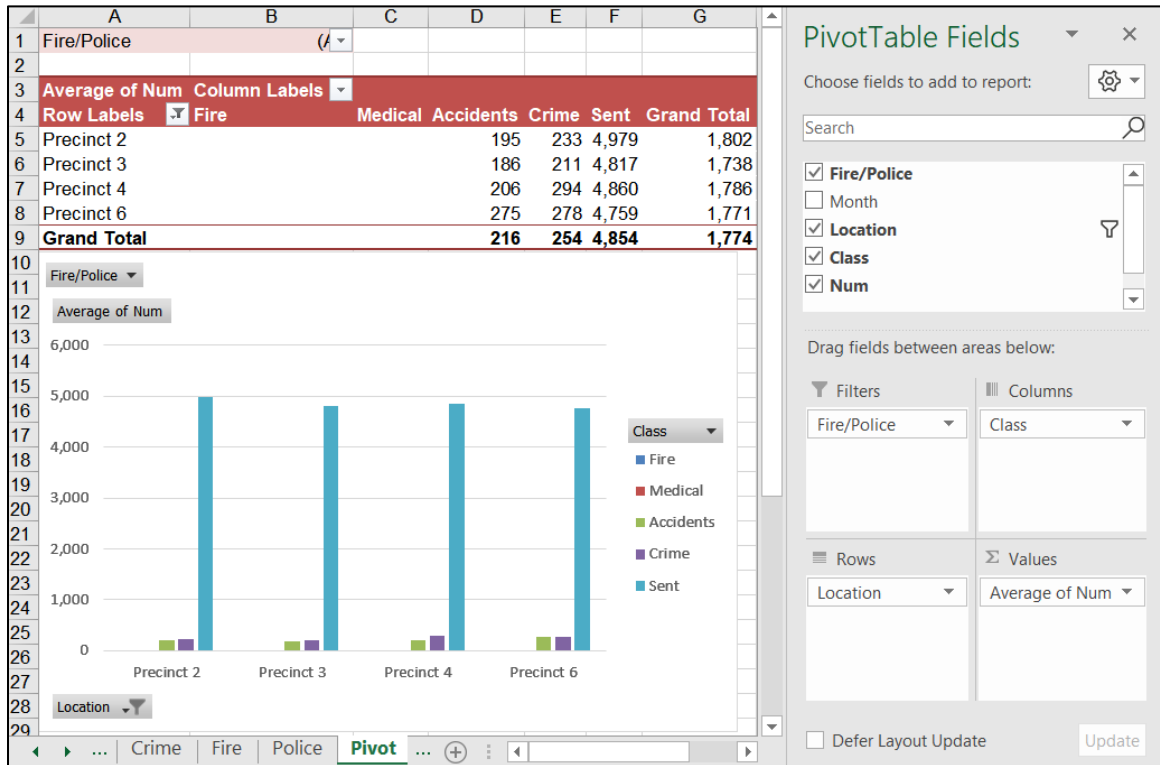 A B C D E F G
1 Fire/Police (A
2
3 Average of Num Column Labels
4 Row Labels Fire Medical Accidents Crime Sent Grand Total
5 Precinct 2 195 233 4,979 1,802
6 Precinct 3 186 211 4,817 1,738
7 Precinct 4 206 294 4,860 1,786
8 Precinct 6 275 278 4,759 1,771
9 Grand Total 216 254 4,854 1,774
10
11
12
13
14
15
16
17
18
19
20
21
22
23
24
25
26
27
28
29
Fire/Police
Average of Num
6,000
5,000
4,000
3,000
2,000
1,000
0
Precinct 2 Precinct 3 Precinct 4 Precinct 6
Class
Fire
Medical
Accidents
Crime
Sent
Location
... Crime Fire Police Pivot ...
PivotTable Fields
Choose fields to add to report:
Search
Fire/Police
Month
Location
Class
Num
Drag fields between areas below:
Filters
Fire/Police
Columns
Class
Rows
Location
Σ Values
Average of Num
Defer Layout Update
Update